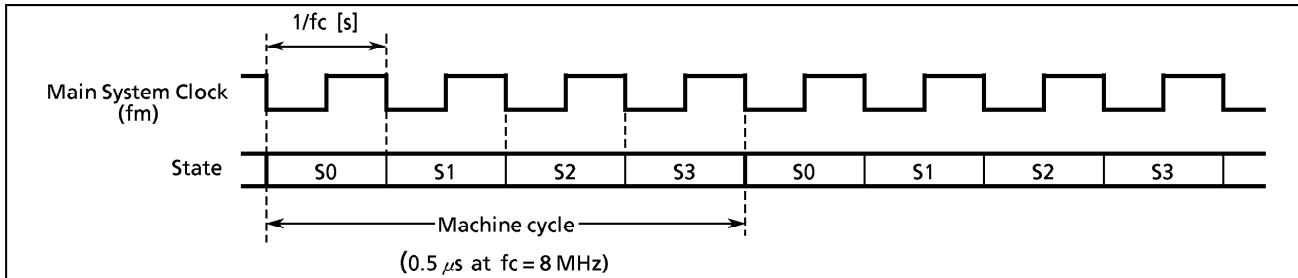 1/fc [s]
Main System Clock
(fm)
State S0 S1 S2 S3 S0 S1 S2 S3
Machine cycle
(0.5 μs at fc = 8 MHz)